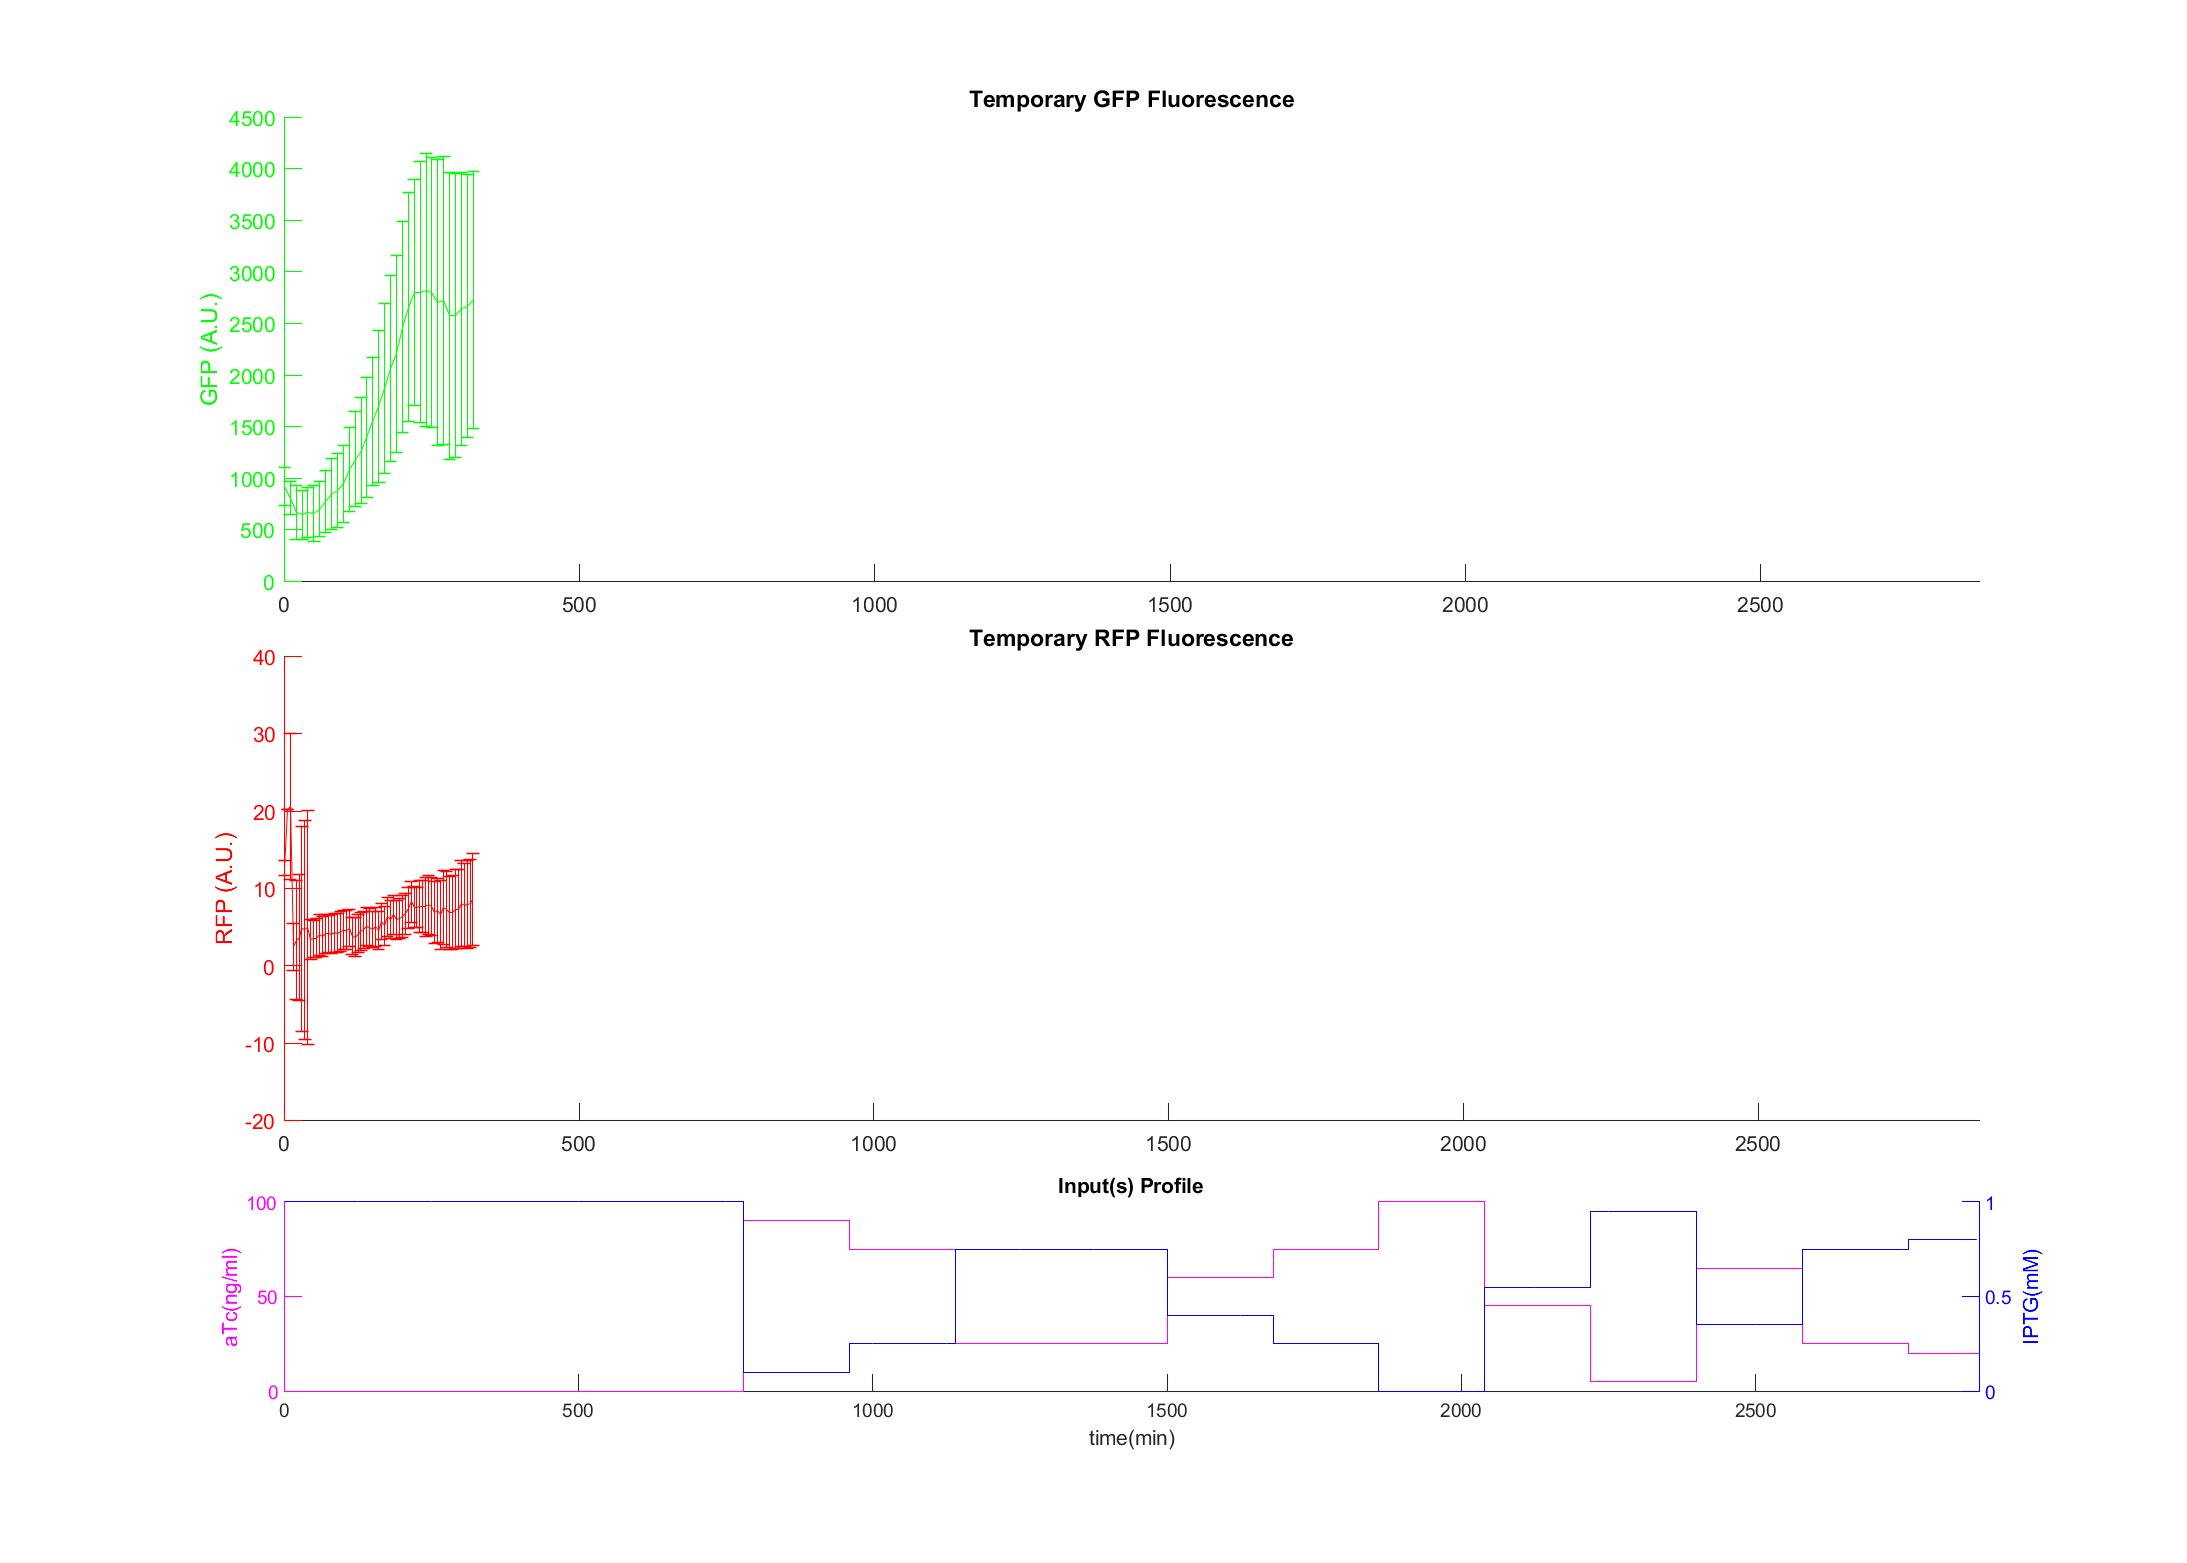 Temporary GFP Fluorescence
4500
4000
3500
3000
2500
2000
1500
1000
500
0
GFP (A.U.)
0 500 1000 1500 2000 2500
Temporary RFP Fluorescence
40
30
20
10
0
-10
-20
RFP (A.U.)
0 500 1000 1500 2000 2500
Input(s) Profile
100
50
0
aTc(ng/ml)
1
0.5
0
IPTG(mM)
0 500 1000 1500 2000 2500
time(min)